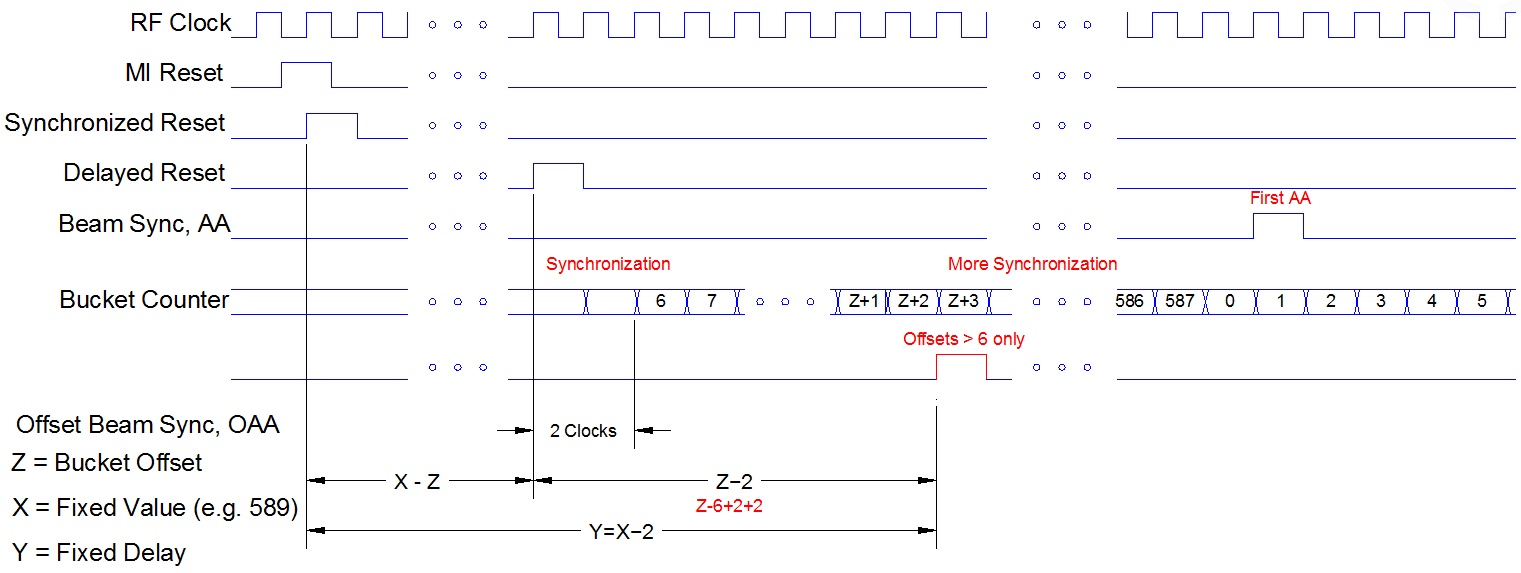 RF Clock
MI Reset
Synchronized Reset
Delayed Reset
First AA
Beam Sync, AA
Synchronization
More Synchronization
Bucket Counter
6 7 Z+1 Z+2 Z+3 586 587 0 1 2 3 4 5
Offsets > 6 only
Offset Beam Sync, OAA
2 Clocks
Z = Bucket Offset
X - Z
Z−2
X = Fixed Value (e.g. 589)
Z-6+2+2
Y=X−2
Y = Fixed Delay